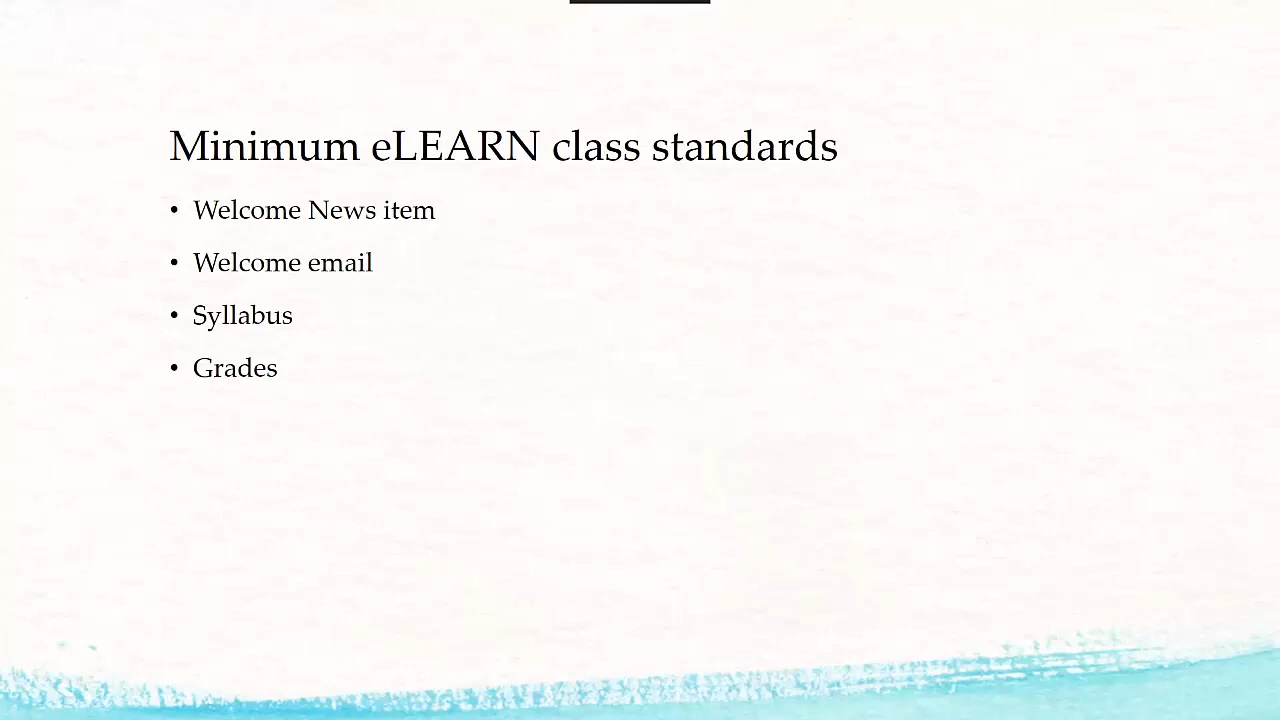 Minimum eLEARN class standards
• Welcome News item
• Welcome email
• Syllabus
• Grades